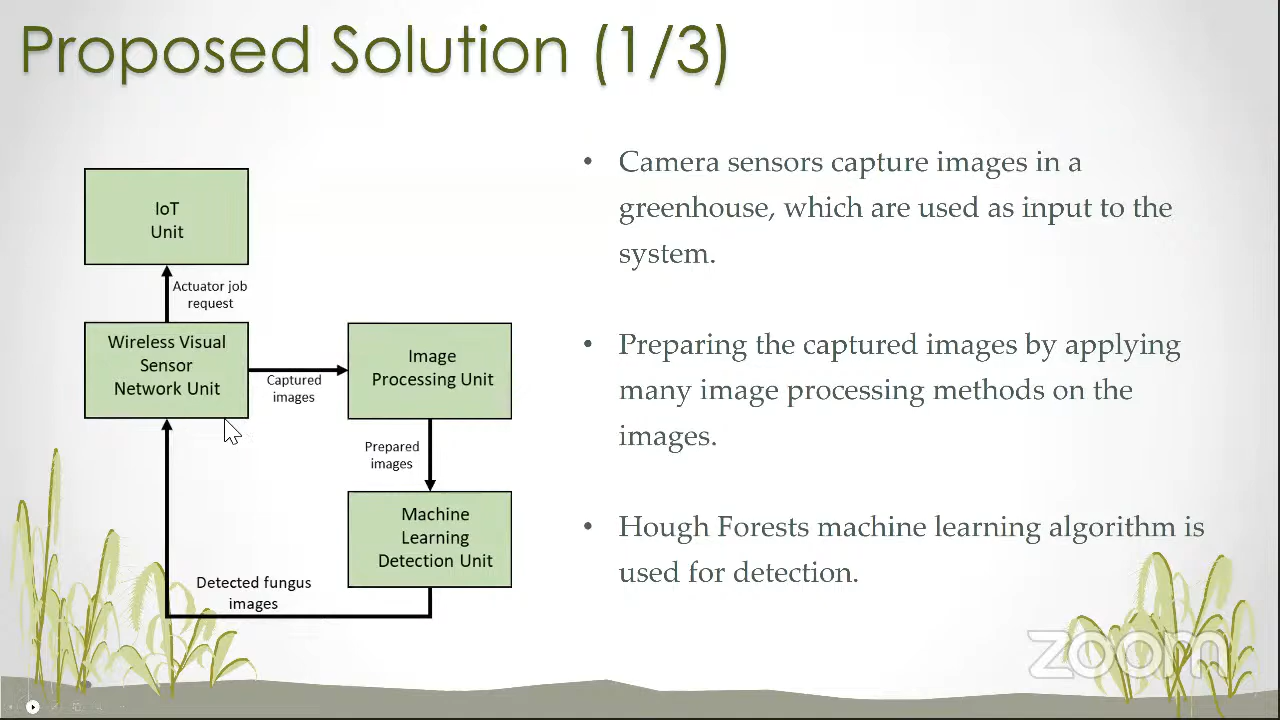 Proposed Solution (1/3)
IoT
Unit
Actuator job
request
Wireless Visual
Sensor
Network Unit
Captured
images
Image
Processing Unit
Prepared
images
Machine
Learning
Detection Unit
Detected fungus
images
• Camera sensors capture images in a
greenhouse, which are used as input to the
system.
• Preparing the captured images by applying
many image processing methods on the
images.
• Hough Forests machine learning algorithm is
used for detection.
zoom